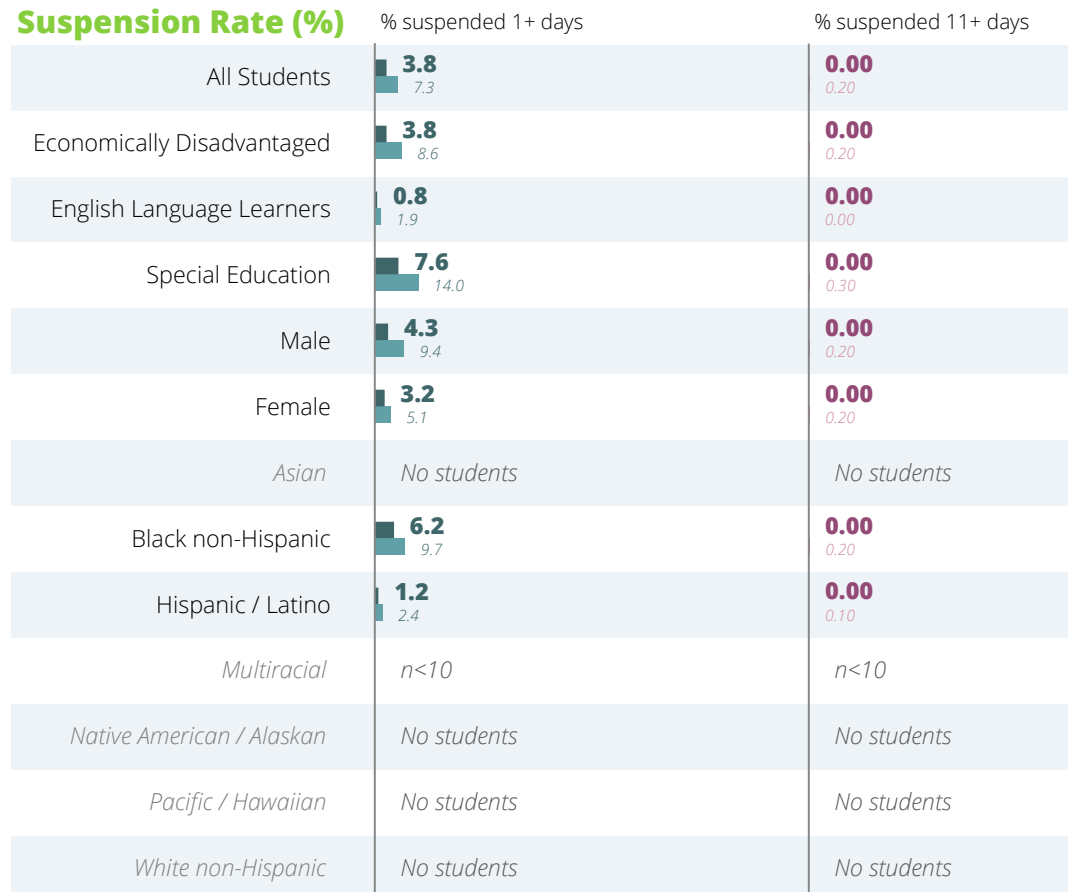 Suspension Rate (%) % suspended 1+ days % suspended 11+ days
All Students 3.8 0.00
7.3 0.20
Economically Disadvantaged 3.8 0.00
8.6 0.20
English Language Learners 0.8 0.00
1.9 0.00
Special Education 7.6 0.00
14.0 0.30
Male 4.3 0.00
9.4 0.20
Female 3.2 0.00
5.1 0.20
Asian No students No students
Black non-Hispanic 6.2 0.00
9.7 0.20
Hispanic / Latino 1.2 0.00
2.4 0.10
Multiracial n<10 n<10
Native American / Alaskan No students No students
Pacific / Hawaiian No students No students
White non-Hispanic No students No students